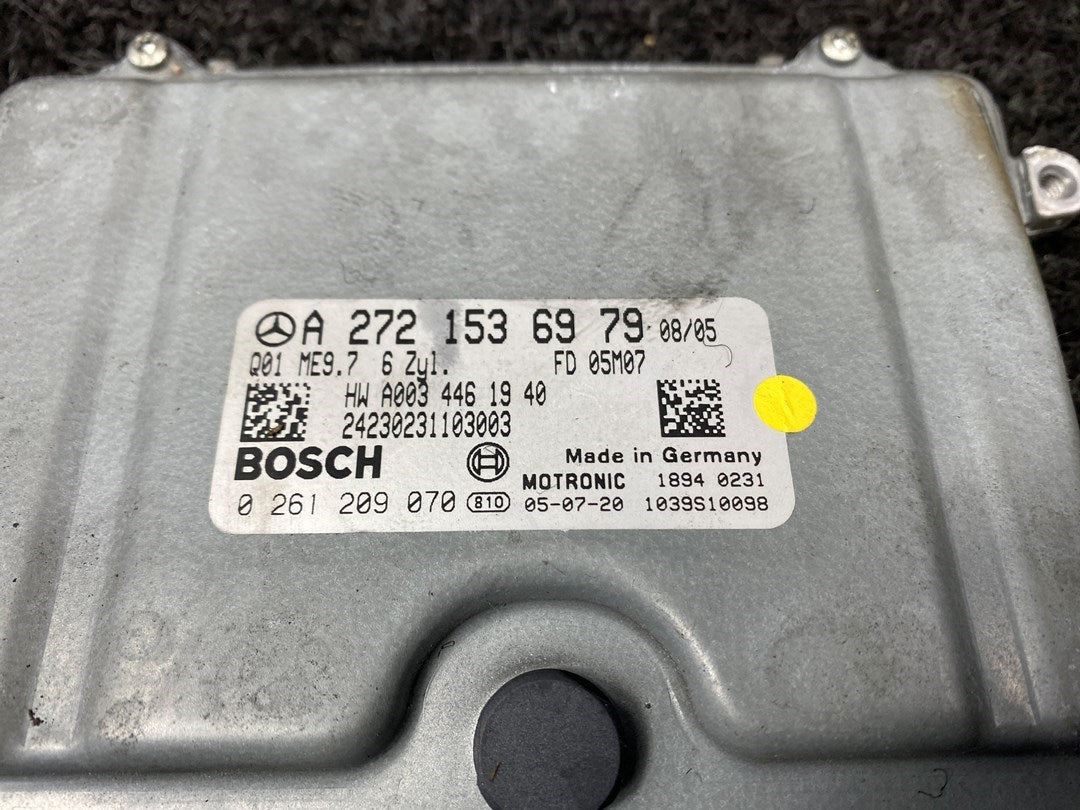 A 272 153 69 79 08/05
Q01 ME9.7 6 Zyl. FD 05M07
HW A003 446 19 40
24230231103003
BOSCH Made in Germany
MOTRONIC 1894 0231
0 261 209 070 810 05-07-20 1039S10098